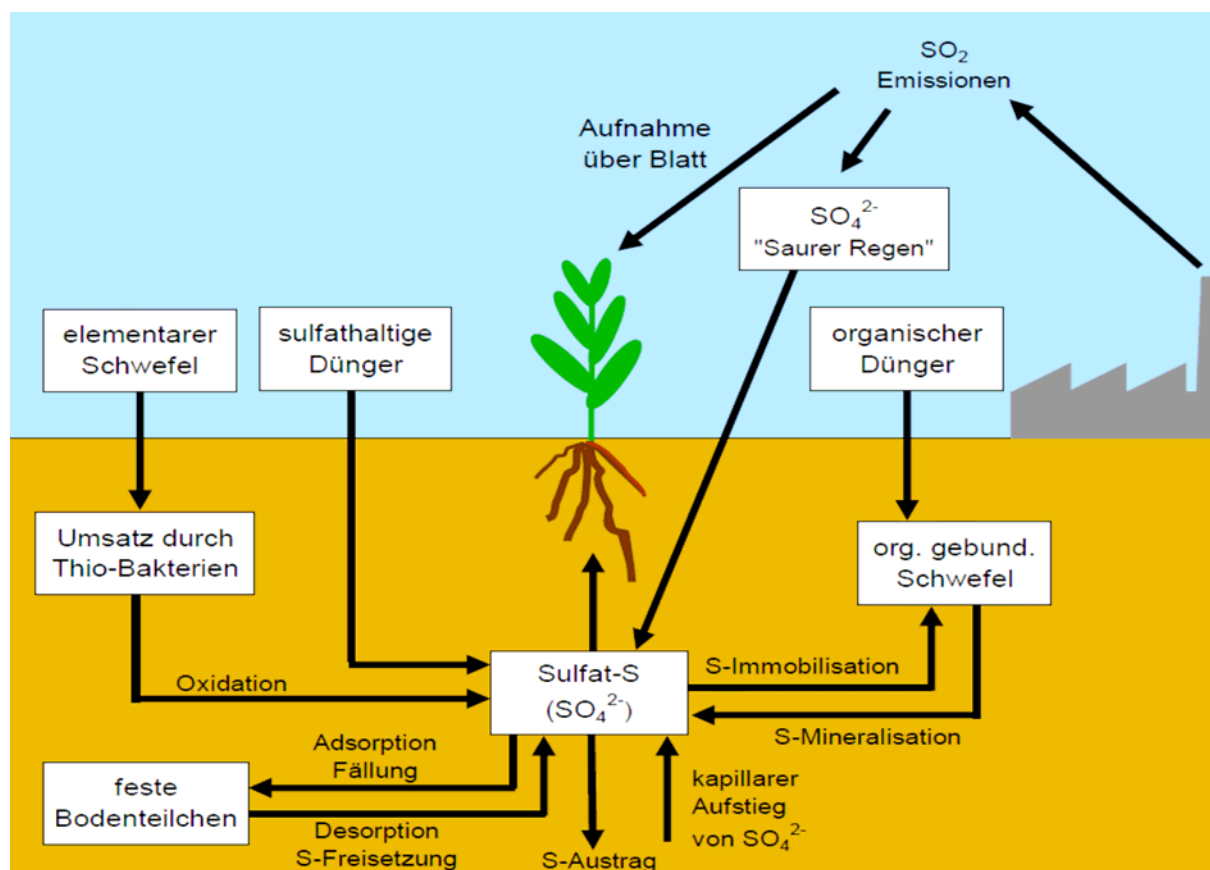 SO₂
Emissionen
Aufnahme
über Blatt
SO₄²⁻
"Saurer Regen"
elementarer
Schwefel
sulfathaltige
Dünger
organischer
Dünger
Umsatz durch
Thio-Bakterien
org. gebund.
Schwefel
Oxidation
Sulfat-S
(SO₄²⁻)
S-Immobilisation
S-Mineralisation
Adsorption
Fällung
feste
Bodenteilchen
Desorption
S-Freisetzung
S-Austrag
kapillarer
Aufstieg
von SO₄²⁻